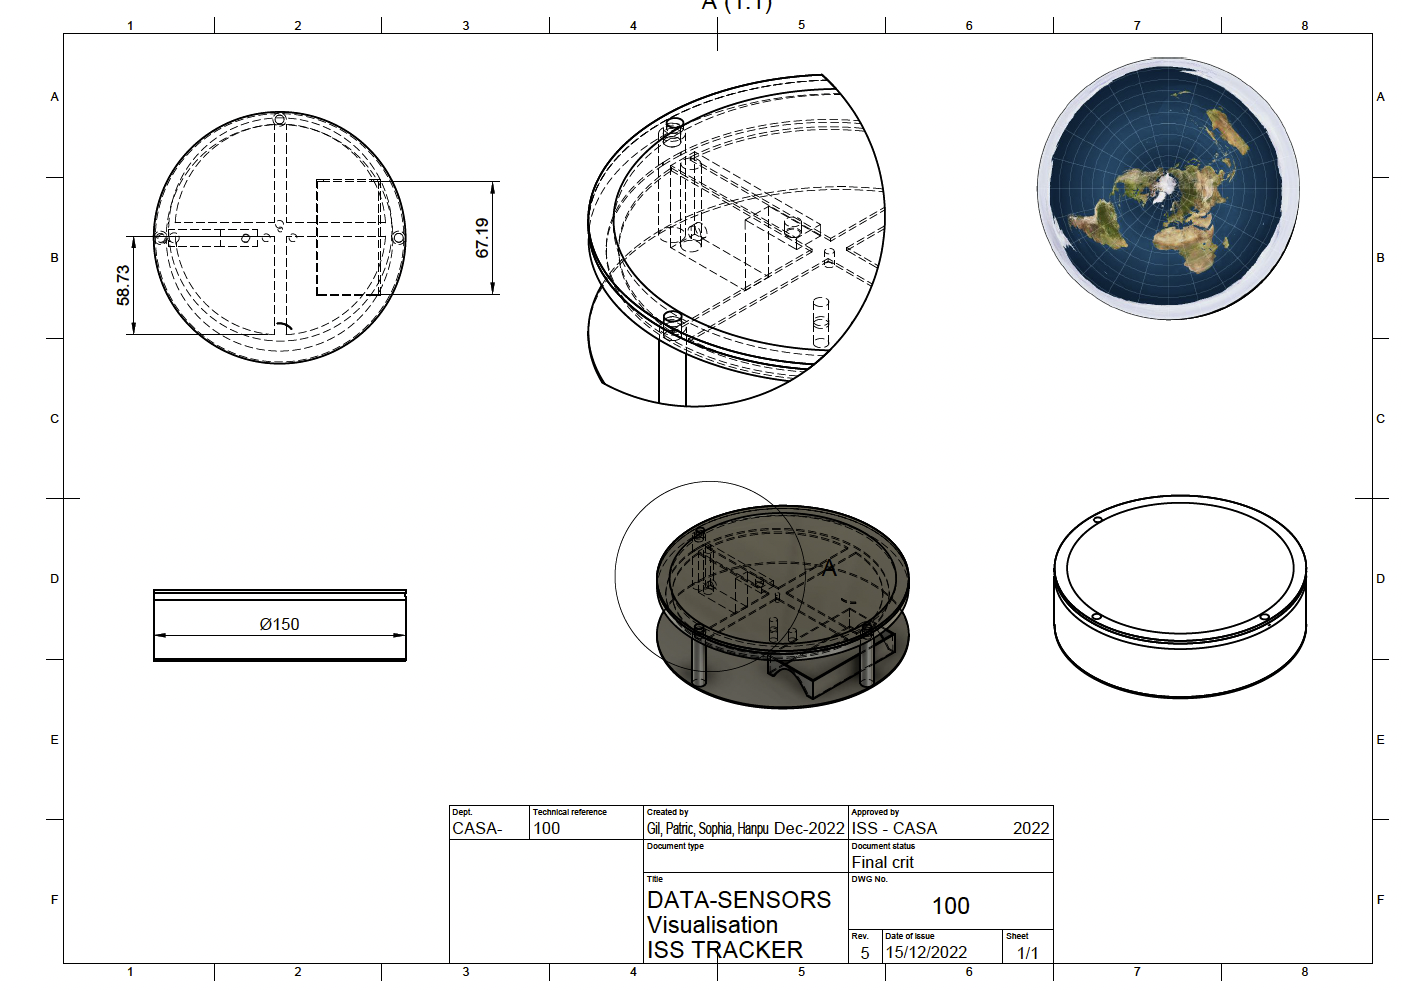 A (1:1)
1 2 3 4 5 6 7 8
A A
58.73
67.19
B B
C C
A
D D
Ø150
E E
Dept. Technical reference Created by Approved by
CASA- 100 Gil, Patric, Sophia, Hanpu Dec-2022 ISS - CASA 2022
Document type Document status
Final crit
Title DWG No.
DATA-SENSORS
Visualisation
ISS TRACKER
100
F F
Rev. Date of issue Sheet
5 15/12/2022 1/1
1 2 3 4 5 6 7 8